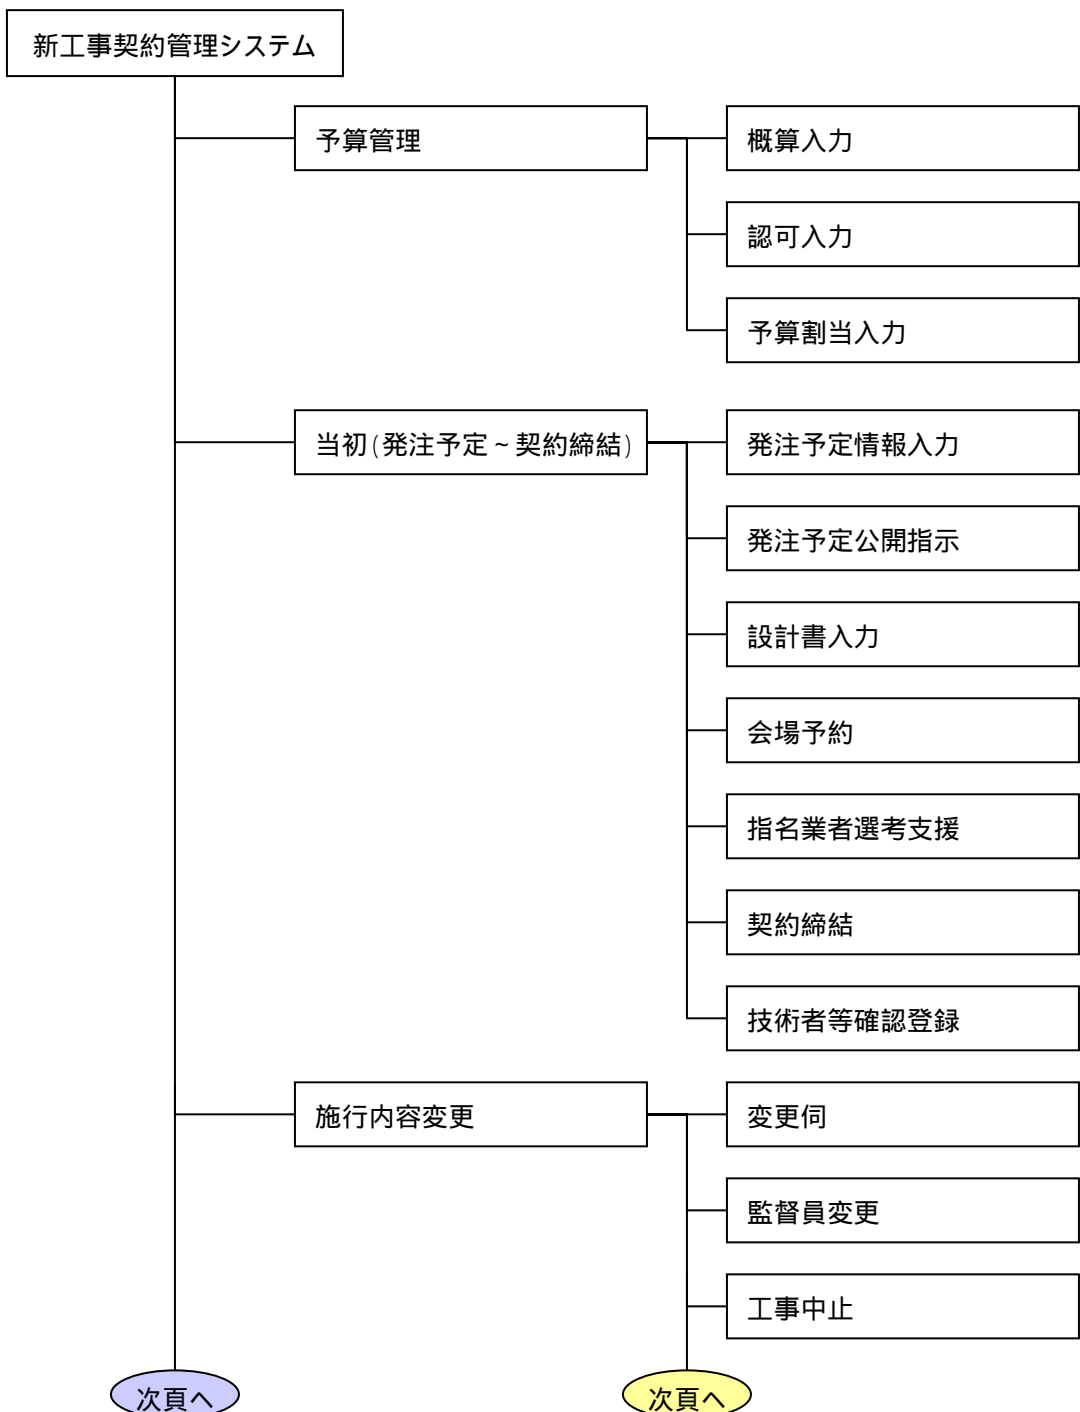 新工事契約管理システム
予算管理
概算入力
認可入力
予算割当入力
当初(発注予定~契約締結)
発注予定情報入力
発注予定公開指示
設計書入力
会場予約
指名業者選考支援
契約締結
技術者等確認登録
施行内容変更
変更伺
監督員変更
工事中止
次頁へ
次頁へ